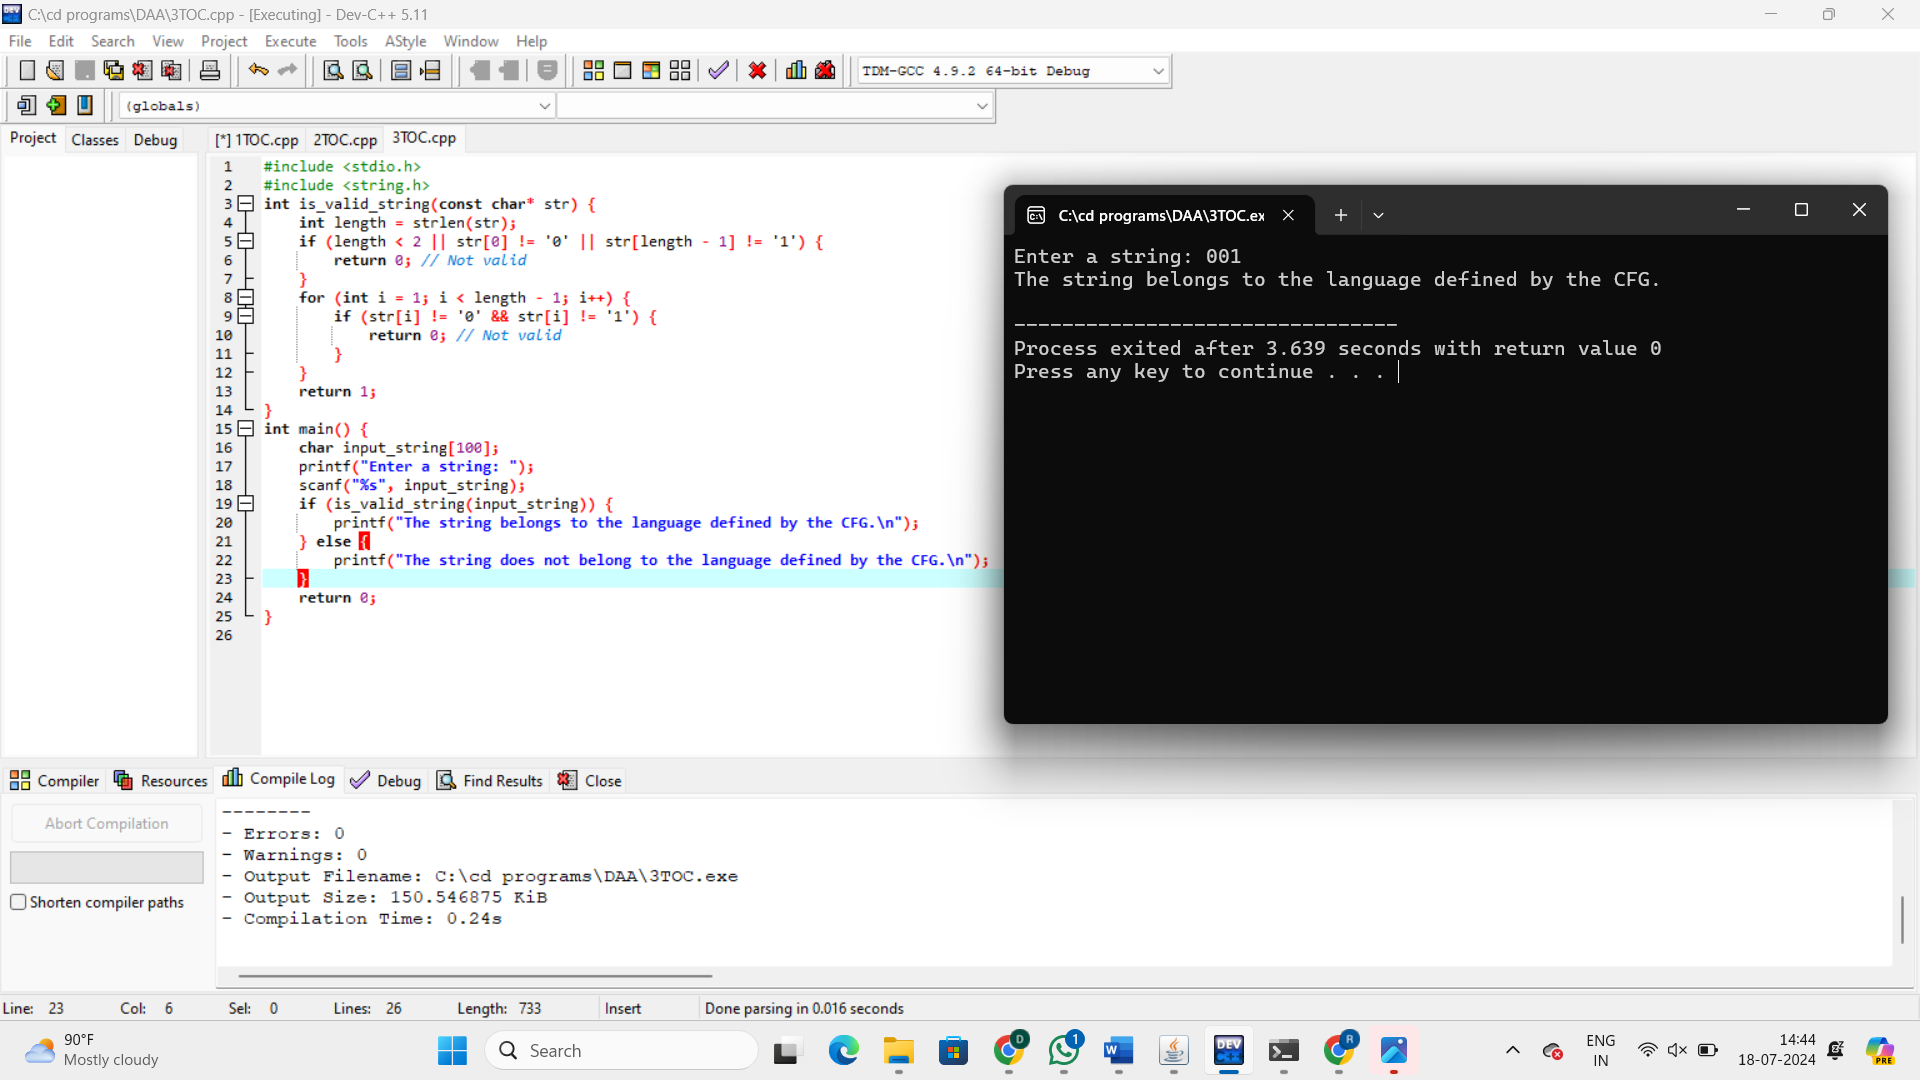 C:\cd programs\DAA\3TOC.cpp - [Executing] - Dev-C++ 5.11
File Edit Search View Project Execute Tools AStyle Window Help
TDM-GCC 4.9.2 64-bit Debug
(globals)
Project Classes Debug [*] 1TOC.cpp 2TOC.cpp 3TOC.cpp
1 #include <stdio.h>
2 #include <string.h>
3 int is_valid_string(const char* str) {
4 int length = strlen(str);
5 if (length < 2 || str[0] != '0' || str[length - 1] != '1') {
6 return 0; // Not valid
7 }
8 for (int i = 1; i < length - 1; i++) {
9 if (str[i] != '0' && str[i] != '1') {
10 return 0; // Not valid
11 }
12 }
13 return 1;
14 }
15 int main() {
16 char input_string[100];
17 printf("Enter a string: ");
18 scanf("%s", input_string);
19 if (is_valid_string(input_string)) {
20 printf("The string belongs to the language defined by the CFG.\n");
21 } else {
22 printf("The string does not belong to the language defined by the CFG.\n");
23 }
24 return 0;
25 }
26
C:\cd programs\DAA\3TOC.ex
Enter a string: 001
The string belongs to the language defined by the CFG.
--------------------------------
Process exited after 3.639 seconds with return value 0
Press any key to continue . . .
Compiler Resources Compile Log Debug Find Results Close
Abort Compilation
Shorten compiler paths
--------
- Errors: 0
- Warnings: 0
- Output Filename: C:\cd programs\DAA\3TOC.exe
- Output Size: 150.546875 KiB
- Compilation Time: 0.24s
Line: 23 Col: 6 Sel: 0 Lines: 26 Length: 733 Insert Done parsing in 0.016 seconds
90°F
Mostly cloudy
Search
D
1
W
DEV
C++
R
ENG
IN
14:44
18-07-2024
PRE